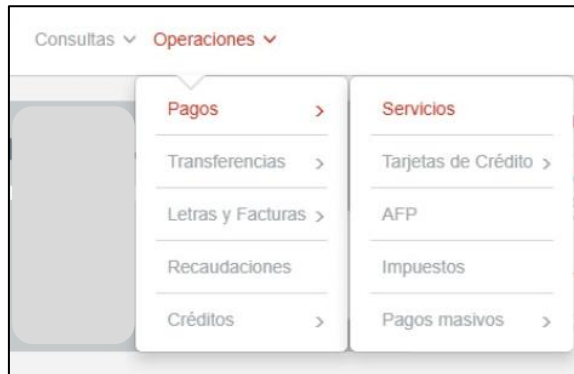 Consultas Operaciones
Pagos
Servicios
Transferencias
Tarjetas de Crédito
Letras y Facturas
AFP
Recaudaciones
Impuestos
Créditos
Pagos masivos